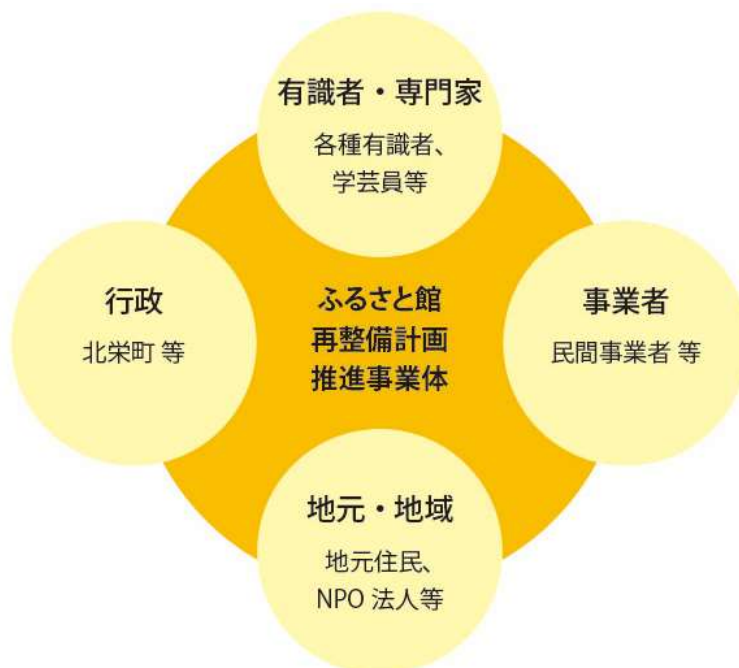 有識者・専門家
各種有識者、
学芸員等
行政
北栄町 等
ふるさと館
再整備計画
推進事業体
事業者
民間事業者 等
地元・地域
地元住民、
NPO 法人等